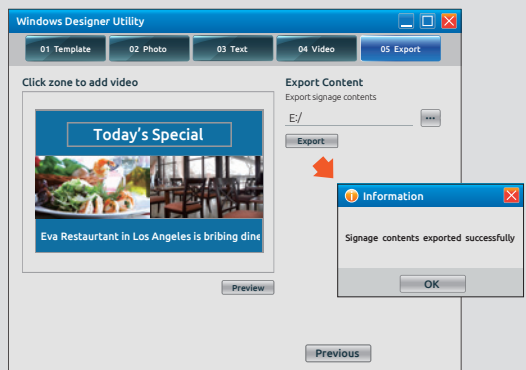 Windows Designer Utility
01 Template 02 Photo 03 Text 04 Video 05 Export
Click zone to add video
Today's Special
Eva Restaurtant in Los Angeles is bribing dine
Preview
Export Content
Export signage contents
E:/ ...
Export
Information
Signage contents exported successfully
OK
Previous